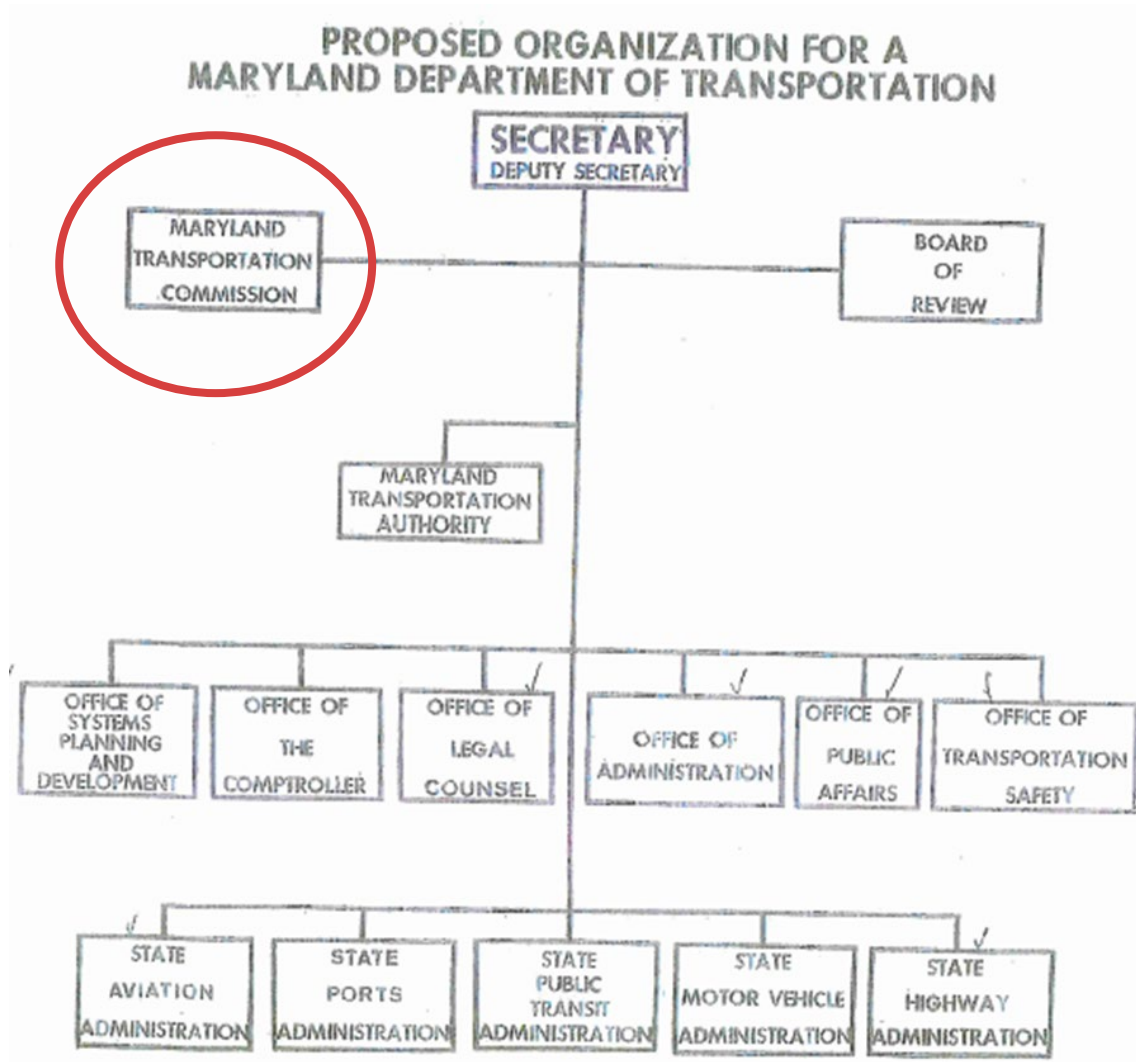 PROPOSED ORGANIZATION FOR A
MARYLAND DEPARTMENT OF TRANSPORTATION
SECRETARY
DEPUTY SECRETARY
MARYLAND
TRANSPORTATION
COMMISSION
BOARD
OF
REVIEW
MARYLAND
TRANSPORTATION
AUTHORITY
OFFICE OF
SYSTEMS
PLANNING
AND
DEVELOPMENT
OFFICE OF
THE
COMPTROLLER
OFFICE OF
LEGAL
COUNSEL
OFFICE OF
ADMINISTRATION
OFFICE OF
PUBLIC
AFFAIRS
OFFICE OF
TRANSPORTATION
SAFETY
STATE
AVIATION
ADMINISTRATION
STATE
PORTS
ADMINISTRATION
STATE
PUBLIC
TRANSIT
ADMINISTRATION
STATE
MOTOR VEHICLE
ADMINISTRATION
STATE
HIGHWAY
ADMINISTRATION